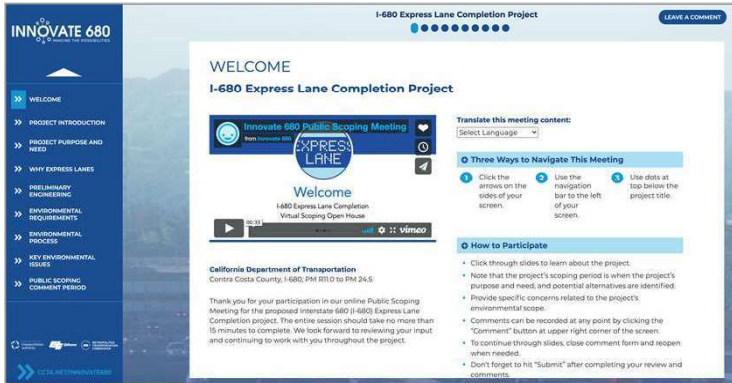 INNOVATE 680
WELCOME
PROJECT INTRODUCTION
PROJECT PURPOSE AND
NEED
WHY EXPRESS LANES
PRELIMINARY
ENGINEERING
ENVIRONMENTAL
REQUIREMENTS
ENVIRONMENTAL
PROCESS
KEY ENVIRONMENTAL
ISSUES
PUBLIC SCOPING
COMMENT PERIOD
CCTA.NET/INNOVATE680
I-680 Express Lane Completion Project
LEAVE A COMMENT
WELCOME
I-680 Express Lane Completion Project
Innovate 680 Public Scoping Meeting
from Innovate 680
EXPRESS
LANE
Welcome
I-680 Express Lane Completion
Virtual Scoping Open House
00:33
vimeo
California Department of Transportation
Contra Costa County, I-680; PM R11.0 to PM 24.5
Thank you for your participation in our online Public Scoping
Meeting for the proposed Interstate 680 (I-680) Express Lane
Completion project. The entire session should take no more than
15 minutes to complete. We look forward to reviewing your input
and continuing to work with you throughout the project.
Translate this meeting content:
Select Language
Three Ways to Navigate This Meeting
1 Click the
arrows on the
sides of your
screen.
2 Use the
navigation
bar to the left
of your
screen.
3 Use dots at
top below the
project title.
How to Participate
• Click through slides to learn about the project.
• Note that the project's scoping period is when the project's
purpose and need, and potential alternatives are identified.
• Provide specific concerns related to the project's
environmental scope.
• Comments can be recorded at any point by clicking the
"Comment" button at upper right corner of the screen.
• To continue through slides, close comment form and reopen
when needed.
• Don't forget to hit "Submit" after completing your review and
comments.